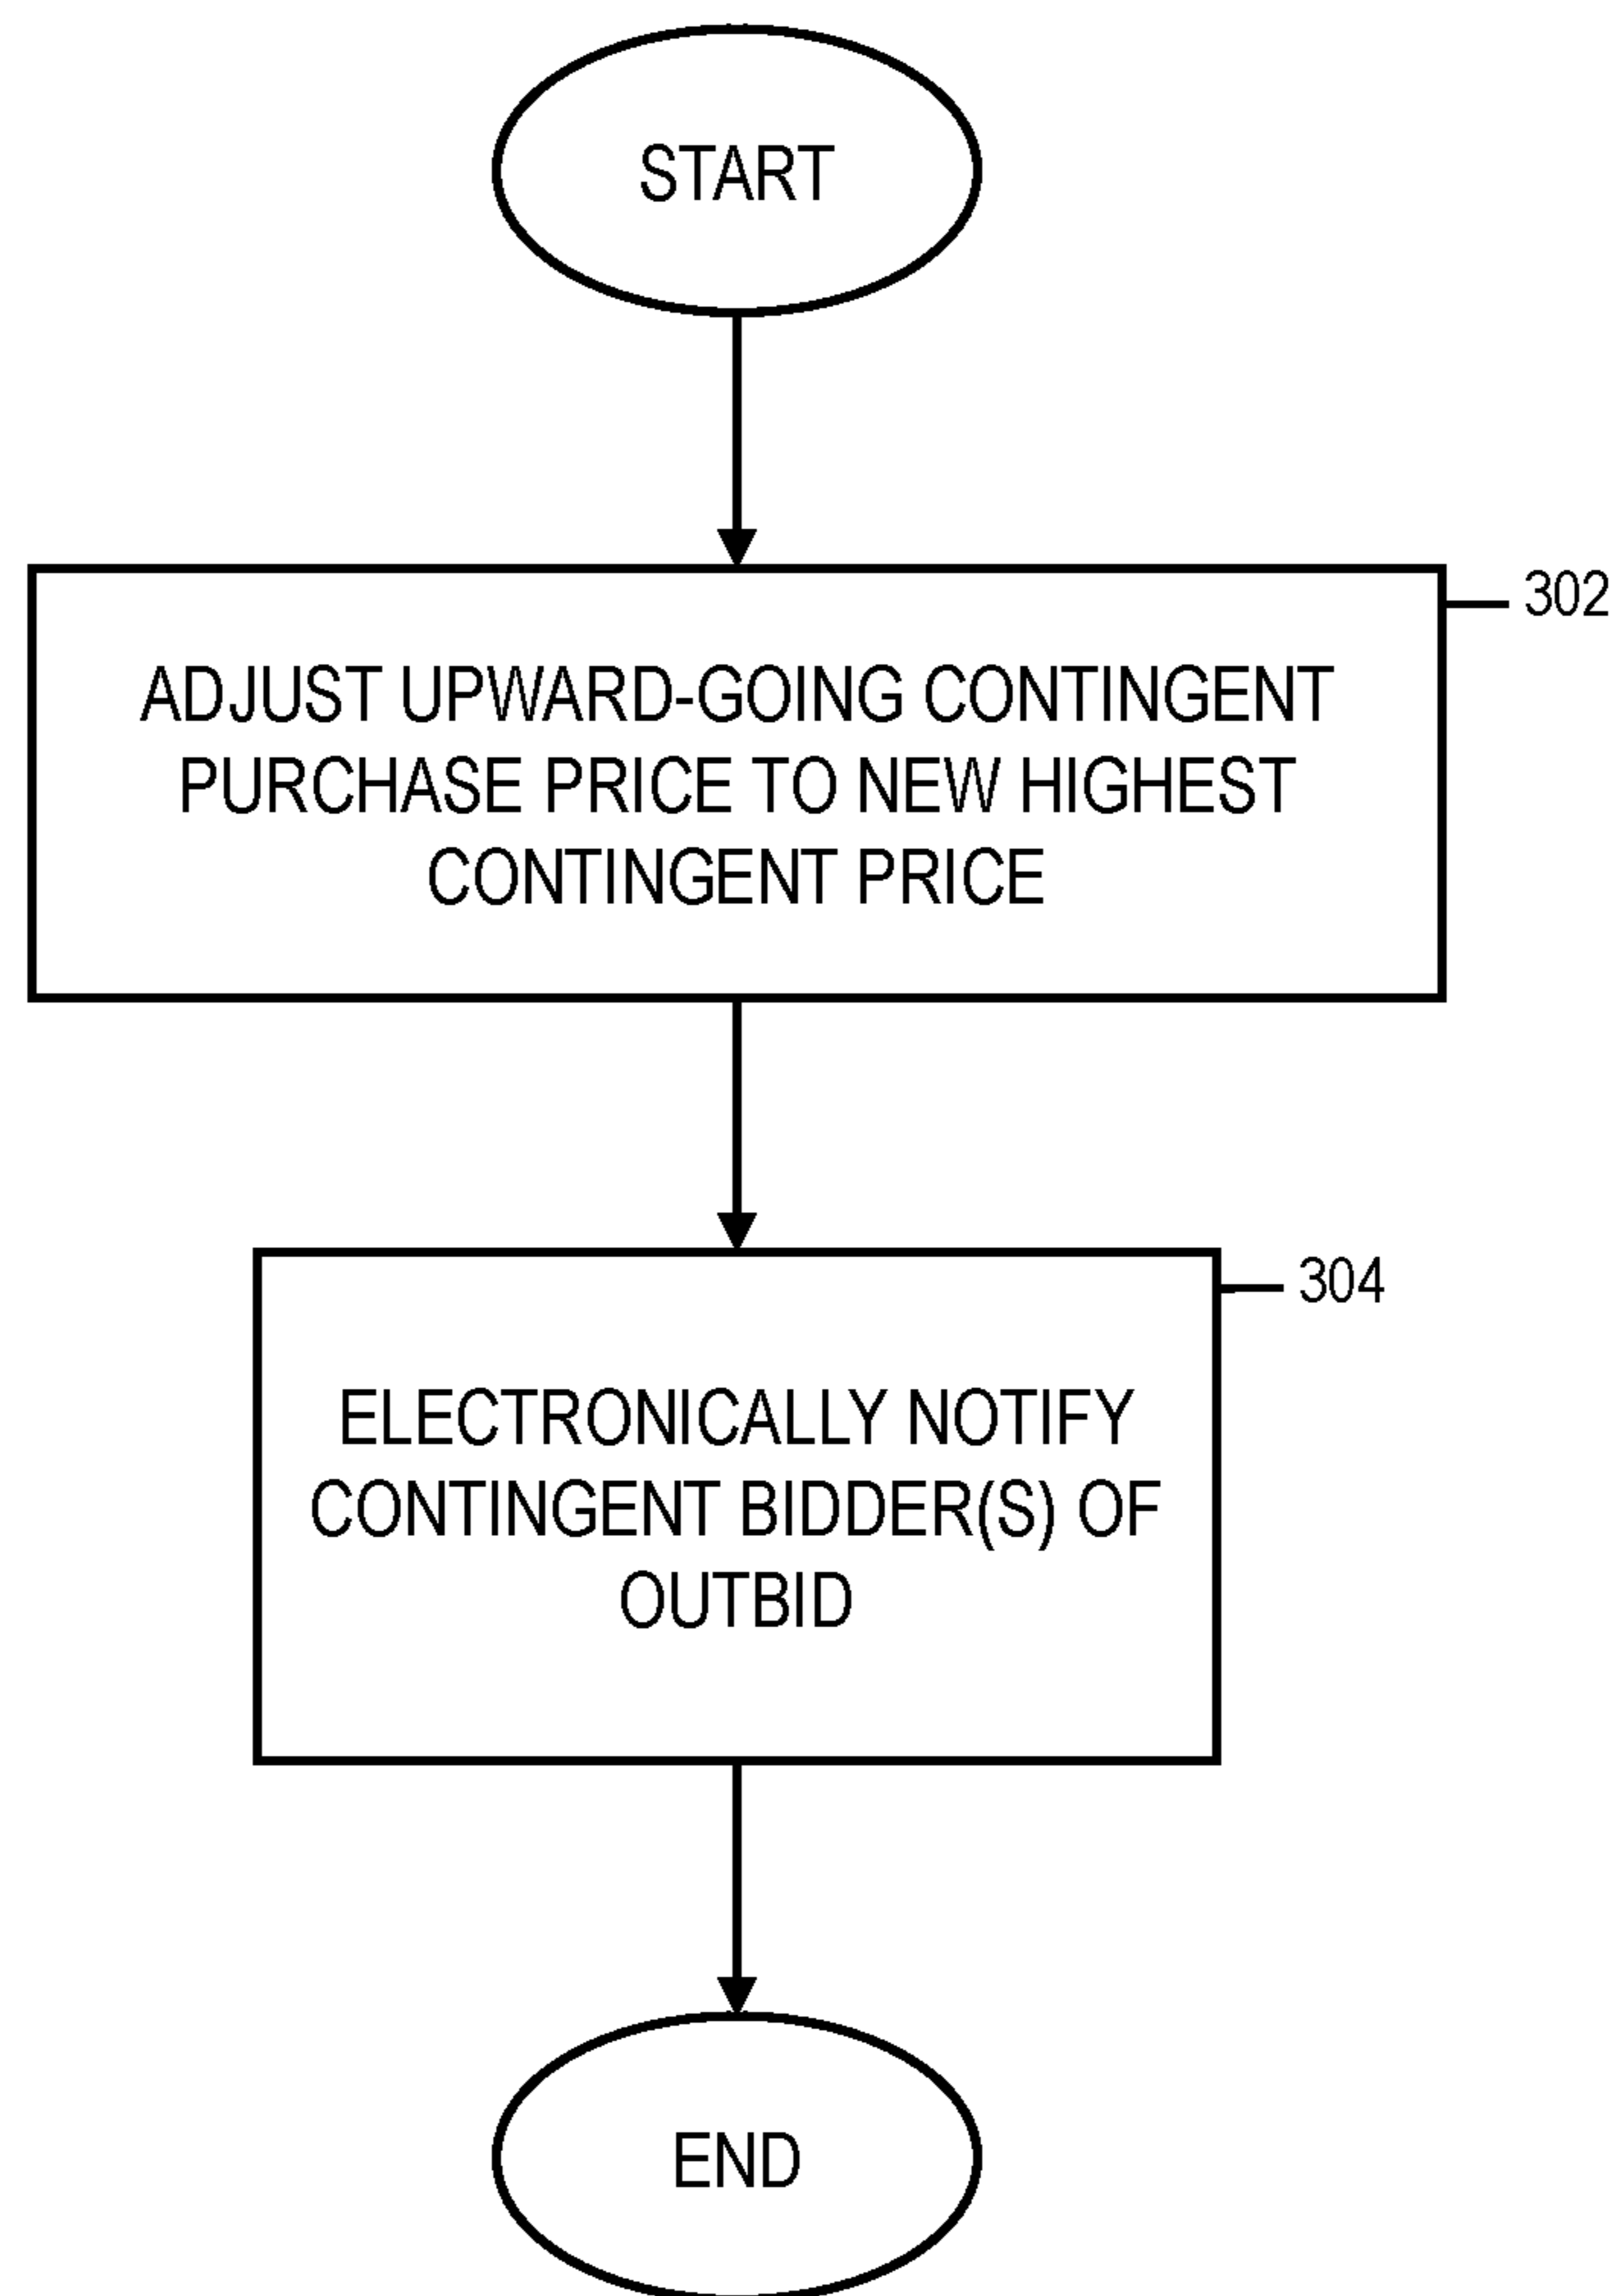 START
302
ADJUST UPWARD-GOING CONTINGENT
PURCHASE PRICE TO NEW HIGHEST
CONTINGENT PRICE
304
ELECTRONICALLY NOTIFY
CONTINGENT BIDDER(S) OF
OUTBID
END